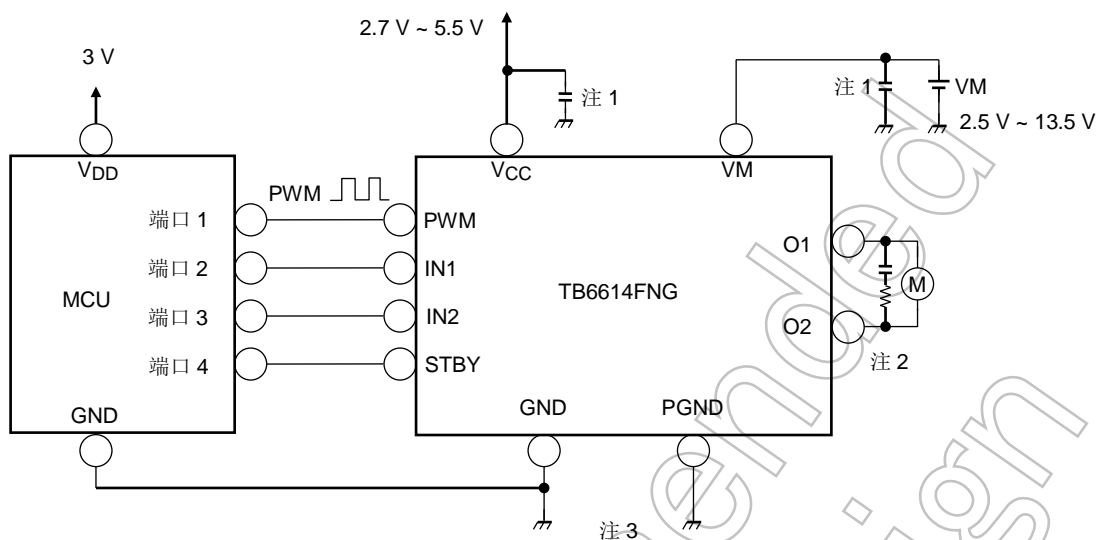 2.7 V ~ 5.5 V
3 V
注 1
注 1
VM
2.5 V ~ 13.5 V
VDD
VCC
VM
PWM
端口 1
PWM
O1
端口 2
IN1
MCU
TB6614FNG
M
端口 3
IN2
O2
端口 4
STBY
注 2
GND
GND
PGND
注 3